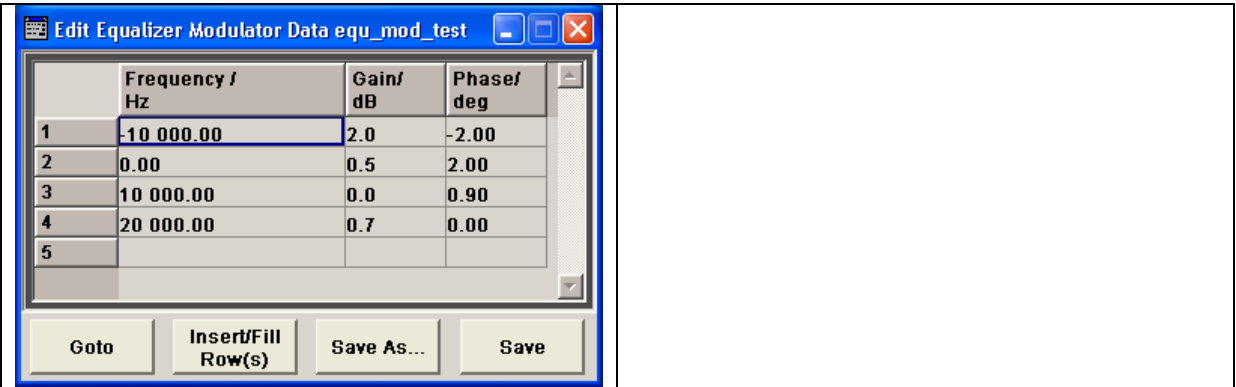 Edit Equalizer Modulator Data equ_mod_test
Frequency / Hz Gain/ dB Phase/ deg
1 -10 000.00 2.0 -2.00
2 0.00 0.5 2.00
3 10 000.00 0.0 0.90
4 20 000.00 0.7 0.00
5
Goto Insert/Fill Row(s) Save As... Save